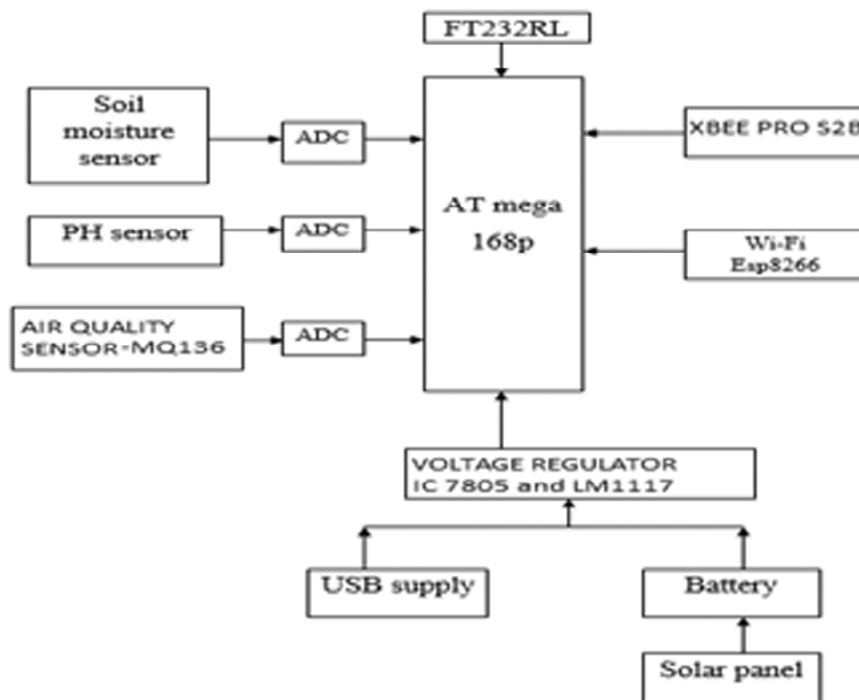 FT232RL
Soil
moisture
sensor
ADC
XBEE PRO S2B
PH sensor
ADC
AT mega
168p
Wi-Fi
Esp8266
AIR QUALITY
SENSOR-MQ136
ADC
VOLTAGE REGULATOR
IC 7805 and LM1117
USB supply
Battery
Solar panel